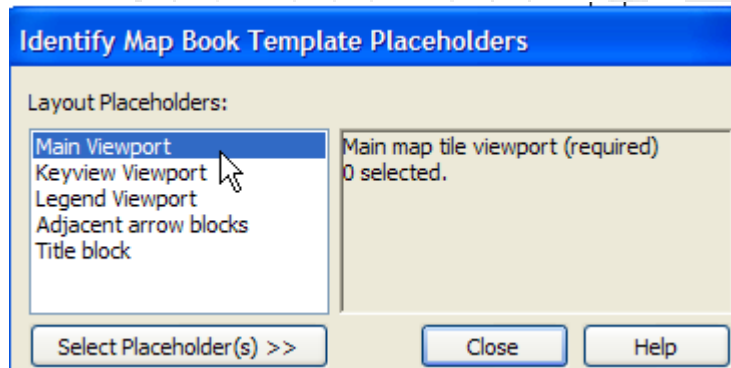 Identify Map Book Template Placeholders
Layout Placeholders:
Main Viewport
Keyview Viewport
Legend Viewport
Adjacent arrow blocks
Title block
Main map tile viewport (required)
0 selected.
Select Placeholder(s) >>
Close
Help